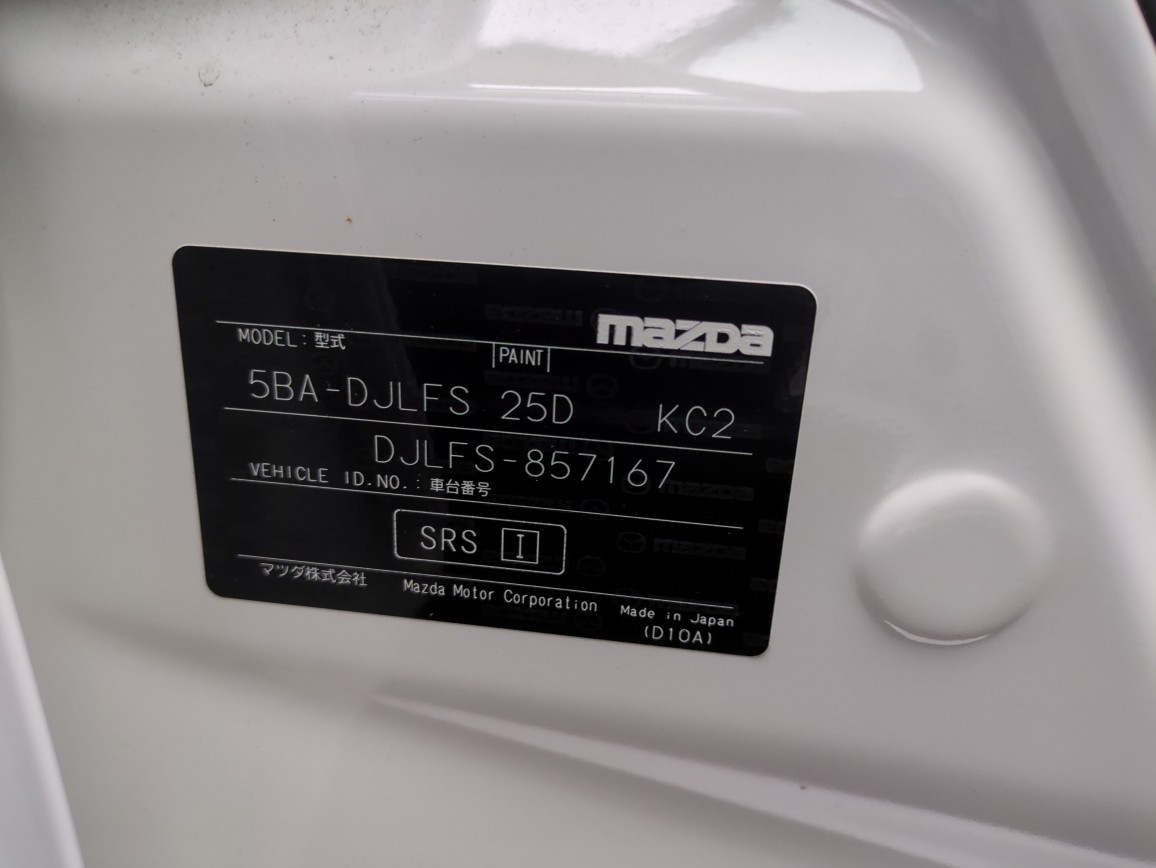 mazda
MODEL：型式
PAINT
5BA-DJLFS 25D KC2
DJLFS-857167
VEHICLE ID.NO.：車台番号
SRS I
マツダ株式会社 Mazda Motor Corporation Made in Japan
(D10A)